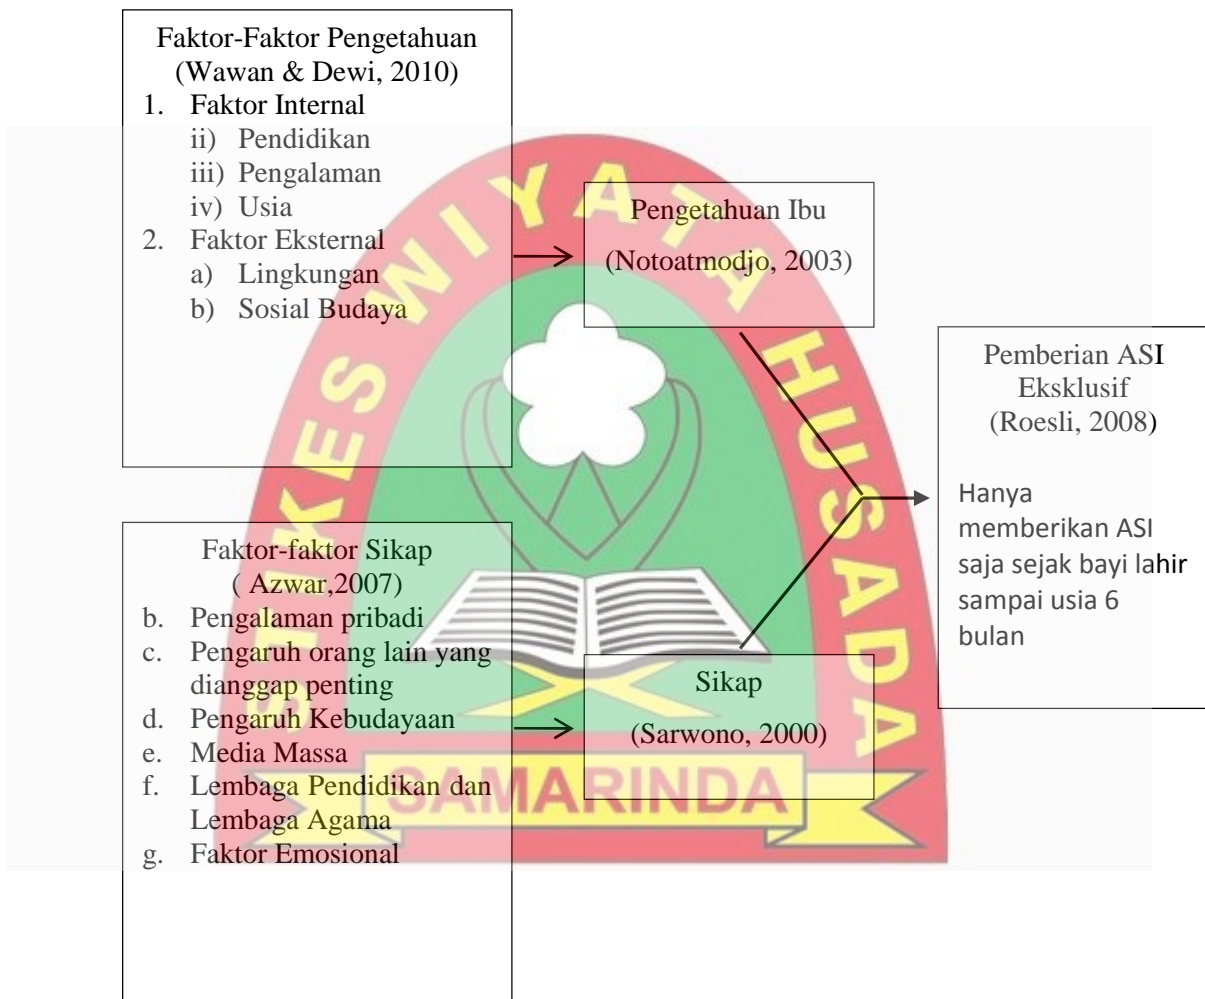 Faktor-Faktor Pengetahuan
(Wawan & Dewi, 2010)
1. Faktor Internal
ii) Pendidikan
iii) Pengalaman
iv) Usia
2. Faktor Eksternal
a) Lingkungan
b) Sosial Budaya
Pengetahuan Ibu
(Notoatmodjo, 2003)
Faktor-faktor Sikap
( Azwar,2007)
b. Pengalaman pribadi
c. Pengaruh orang lain yang
dianggap penting
d. Pengaruh Kebudayaan
e. Media Massa
f. Lembaga Pendidikan dan
Lembaga Agama
g. Faktor Emosional
Sikap
(Sarwono, 2000)
Pemberian ASI
Eksklusif
(Roesli, 2008)
Hanya
memberikan ASI
saja sejak bayi lahir
sampai usia 6
bulan
STIKES WIYATA HUSADA
SAMARINDA